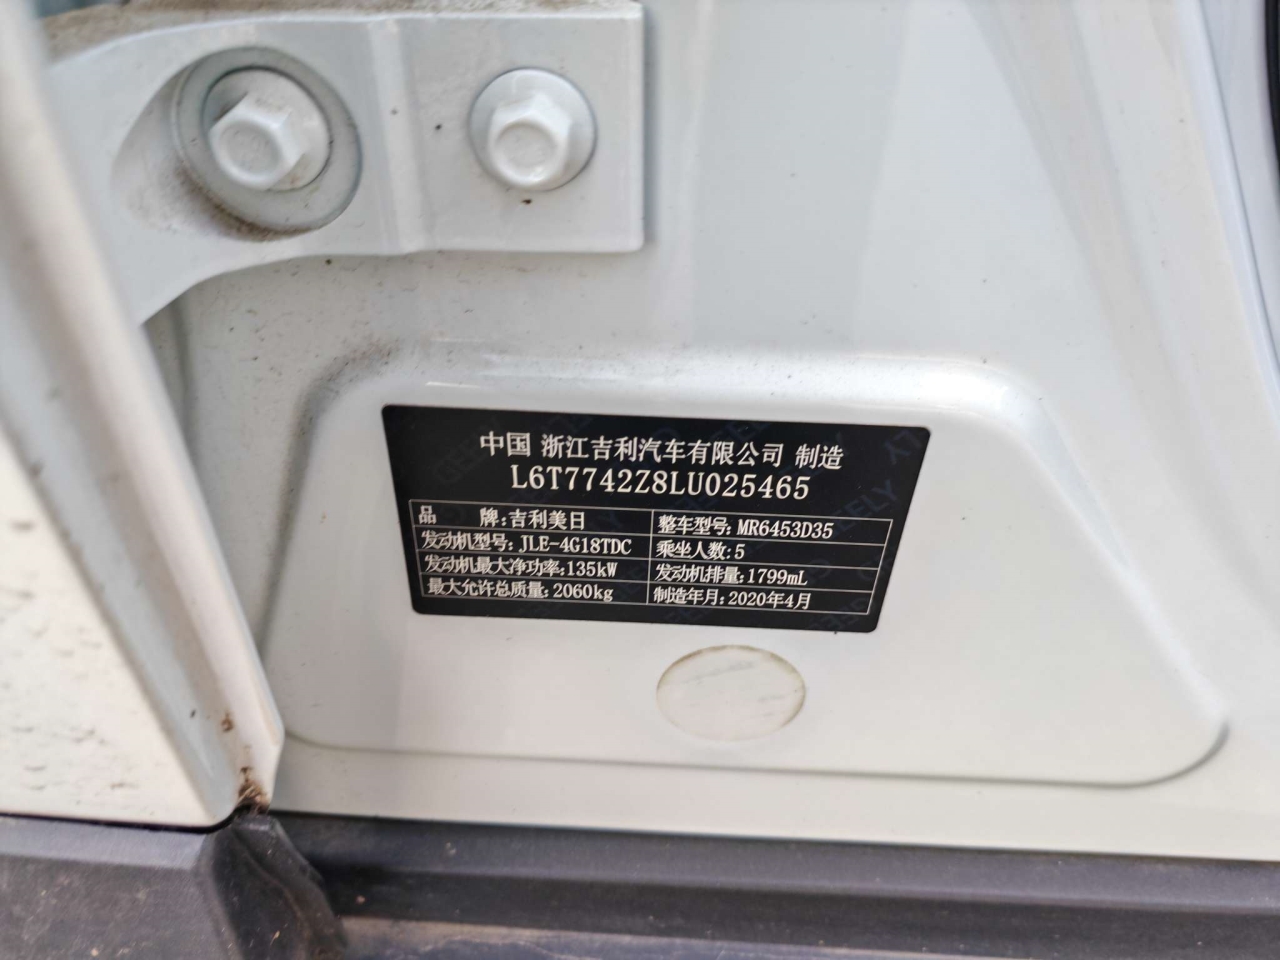 中国 浙江吉利汽车有限公司 制造
L6T7742Z8LU025465
品 牌:吉利美日 整车型号:MR6453D35
发动机型号:JLE-4G18TDC 乘坐人数:5
发动机最大净功率:135kW 发动机排量:1799mL
最大允许总质量:2060kg 制造年月:2020年4月